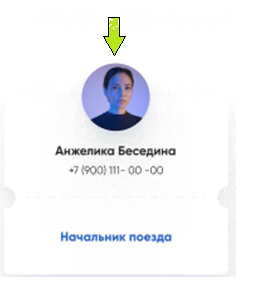 Анжелика Беседина
+7 (900) 111- 00 -00
Начальник поезда